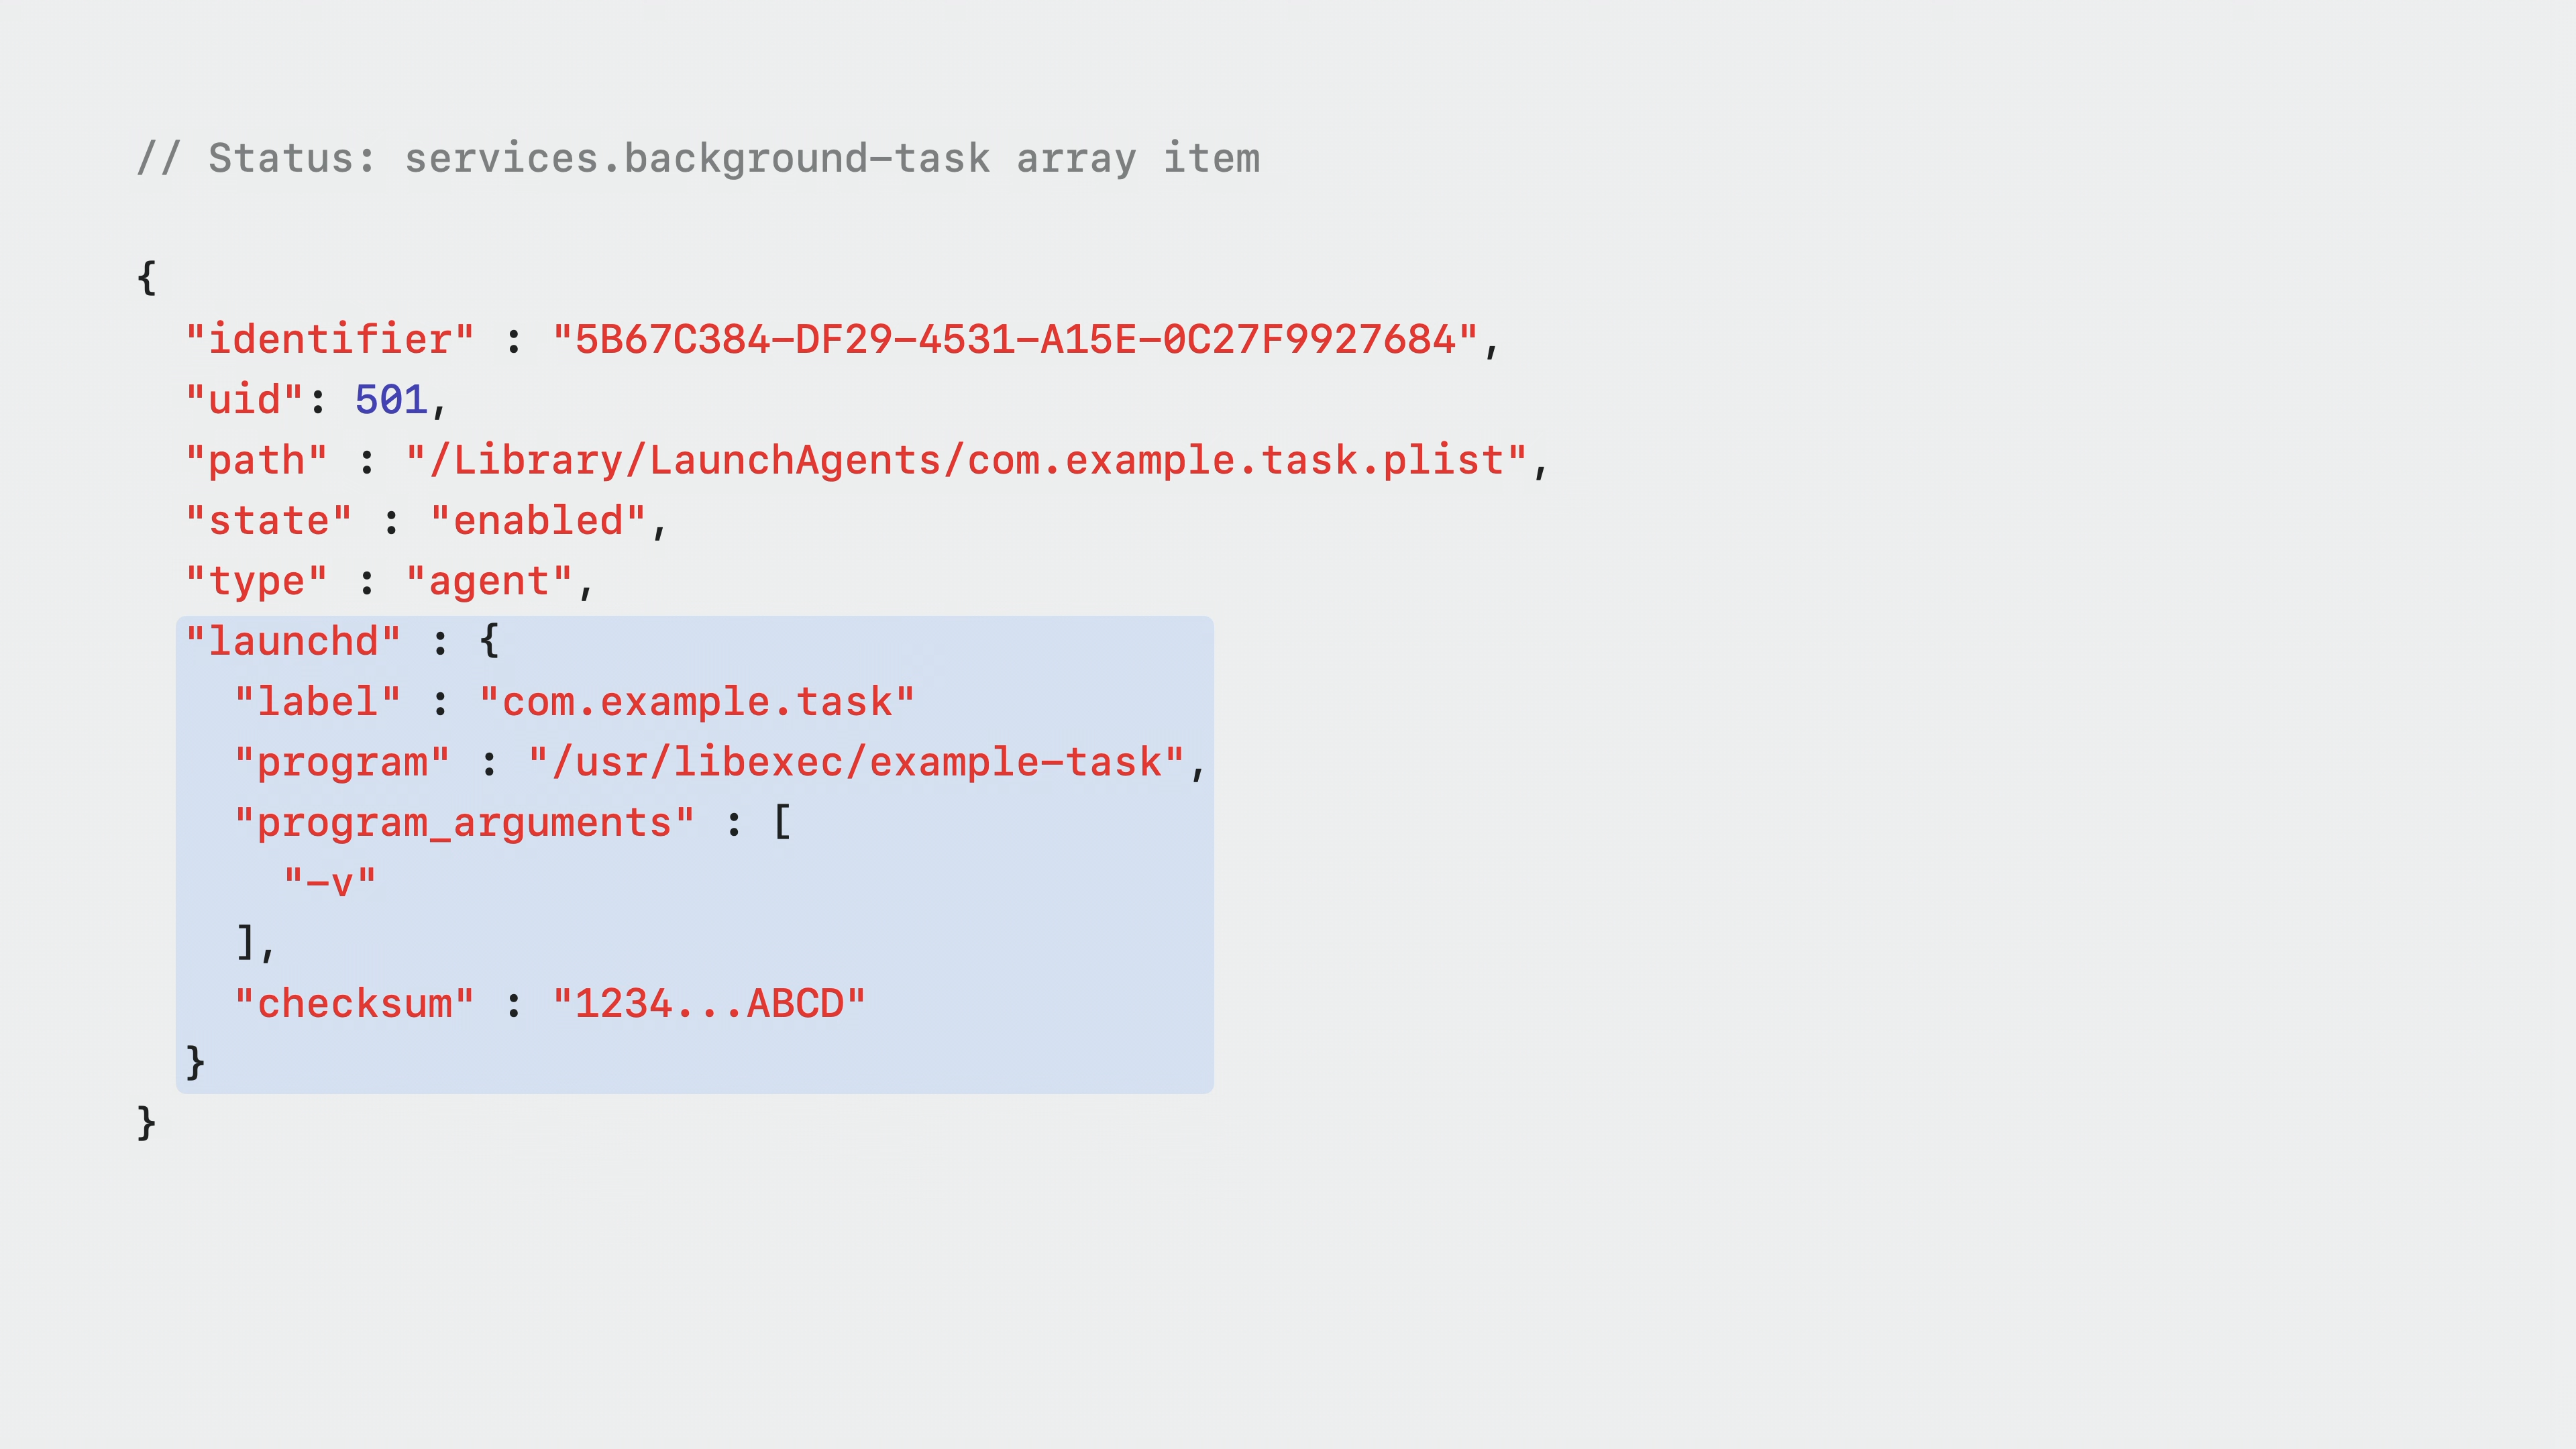 // Status: services.background-task array item
{
"identifier" : "5B67C384-DF29-4531-A15E-0C27F9927684",
"uid": 501,
"path" : "/Library/LaunchAgents/com.example.task.plist",
"state" : "enabled",
"type" : "agent",
"launchd" : {
"label" : "com.example.task"
"program" : "/usr/libexec/example-task",
"program_arguments" : [
"-v"
],
"checksum" : "1234...ABCD"
}
}